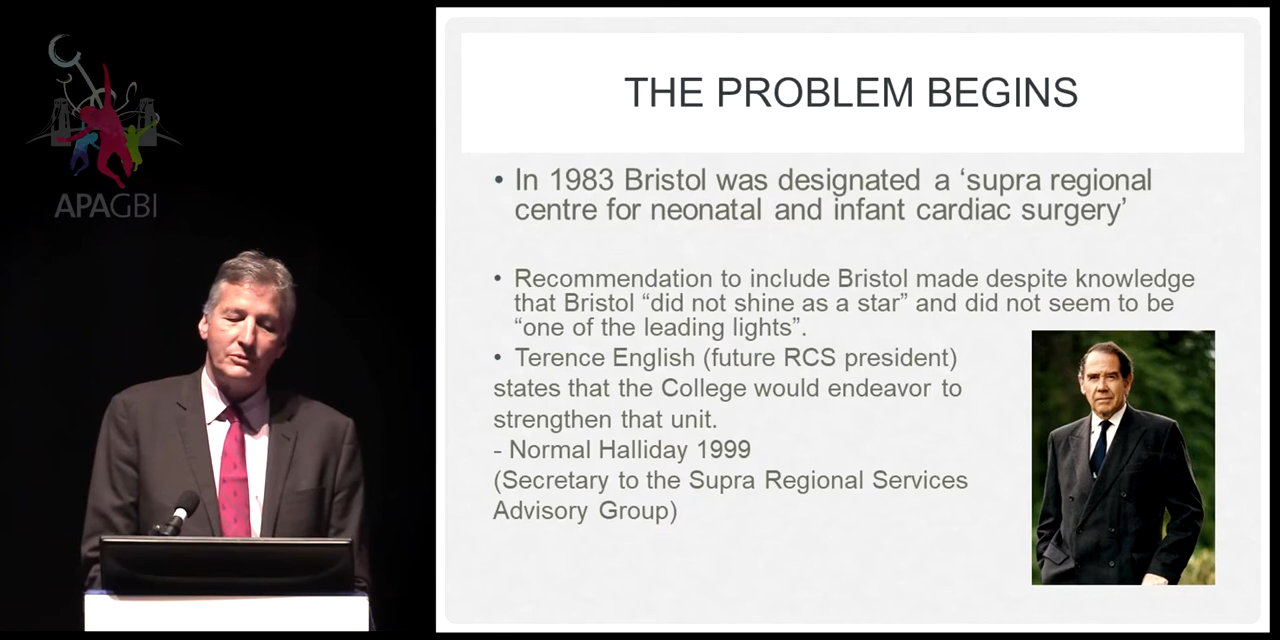 APAGBI
THE PROBLEM BEGINS
• In 1983 Bristol was designated a ‘supra regional
centre for neonatal and infant cardiac surgery’
• Recommendation to include Bristol made despite knowledge
that Bristol “did not shine as a star” and did not seem to be
“one of the leading lights”.
• Terence English (future RCS president)
states that the College would endeavor to
strengthen that unit.
- Normal Halliday 1999
(Secretary to the Supra Regional Services
Advisory Group)